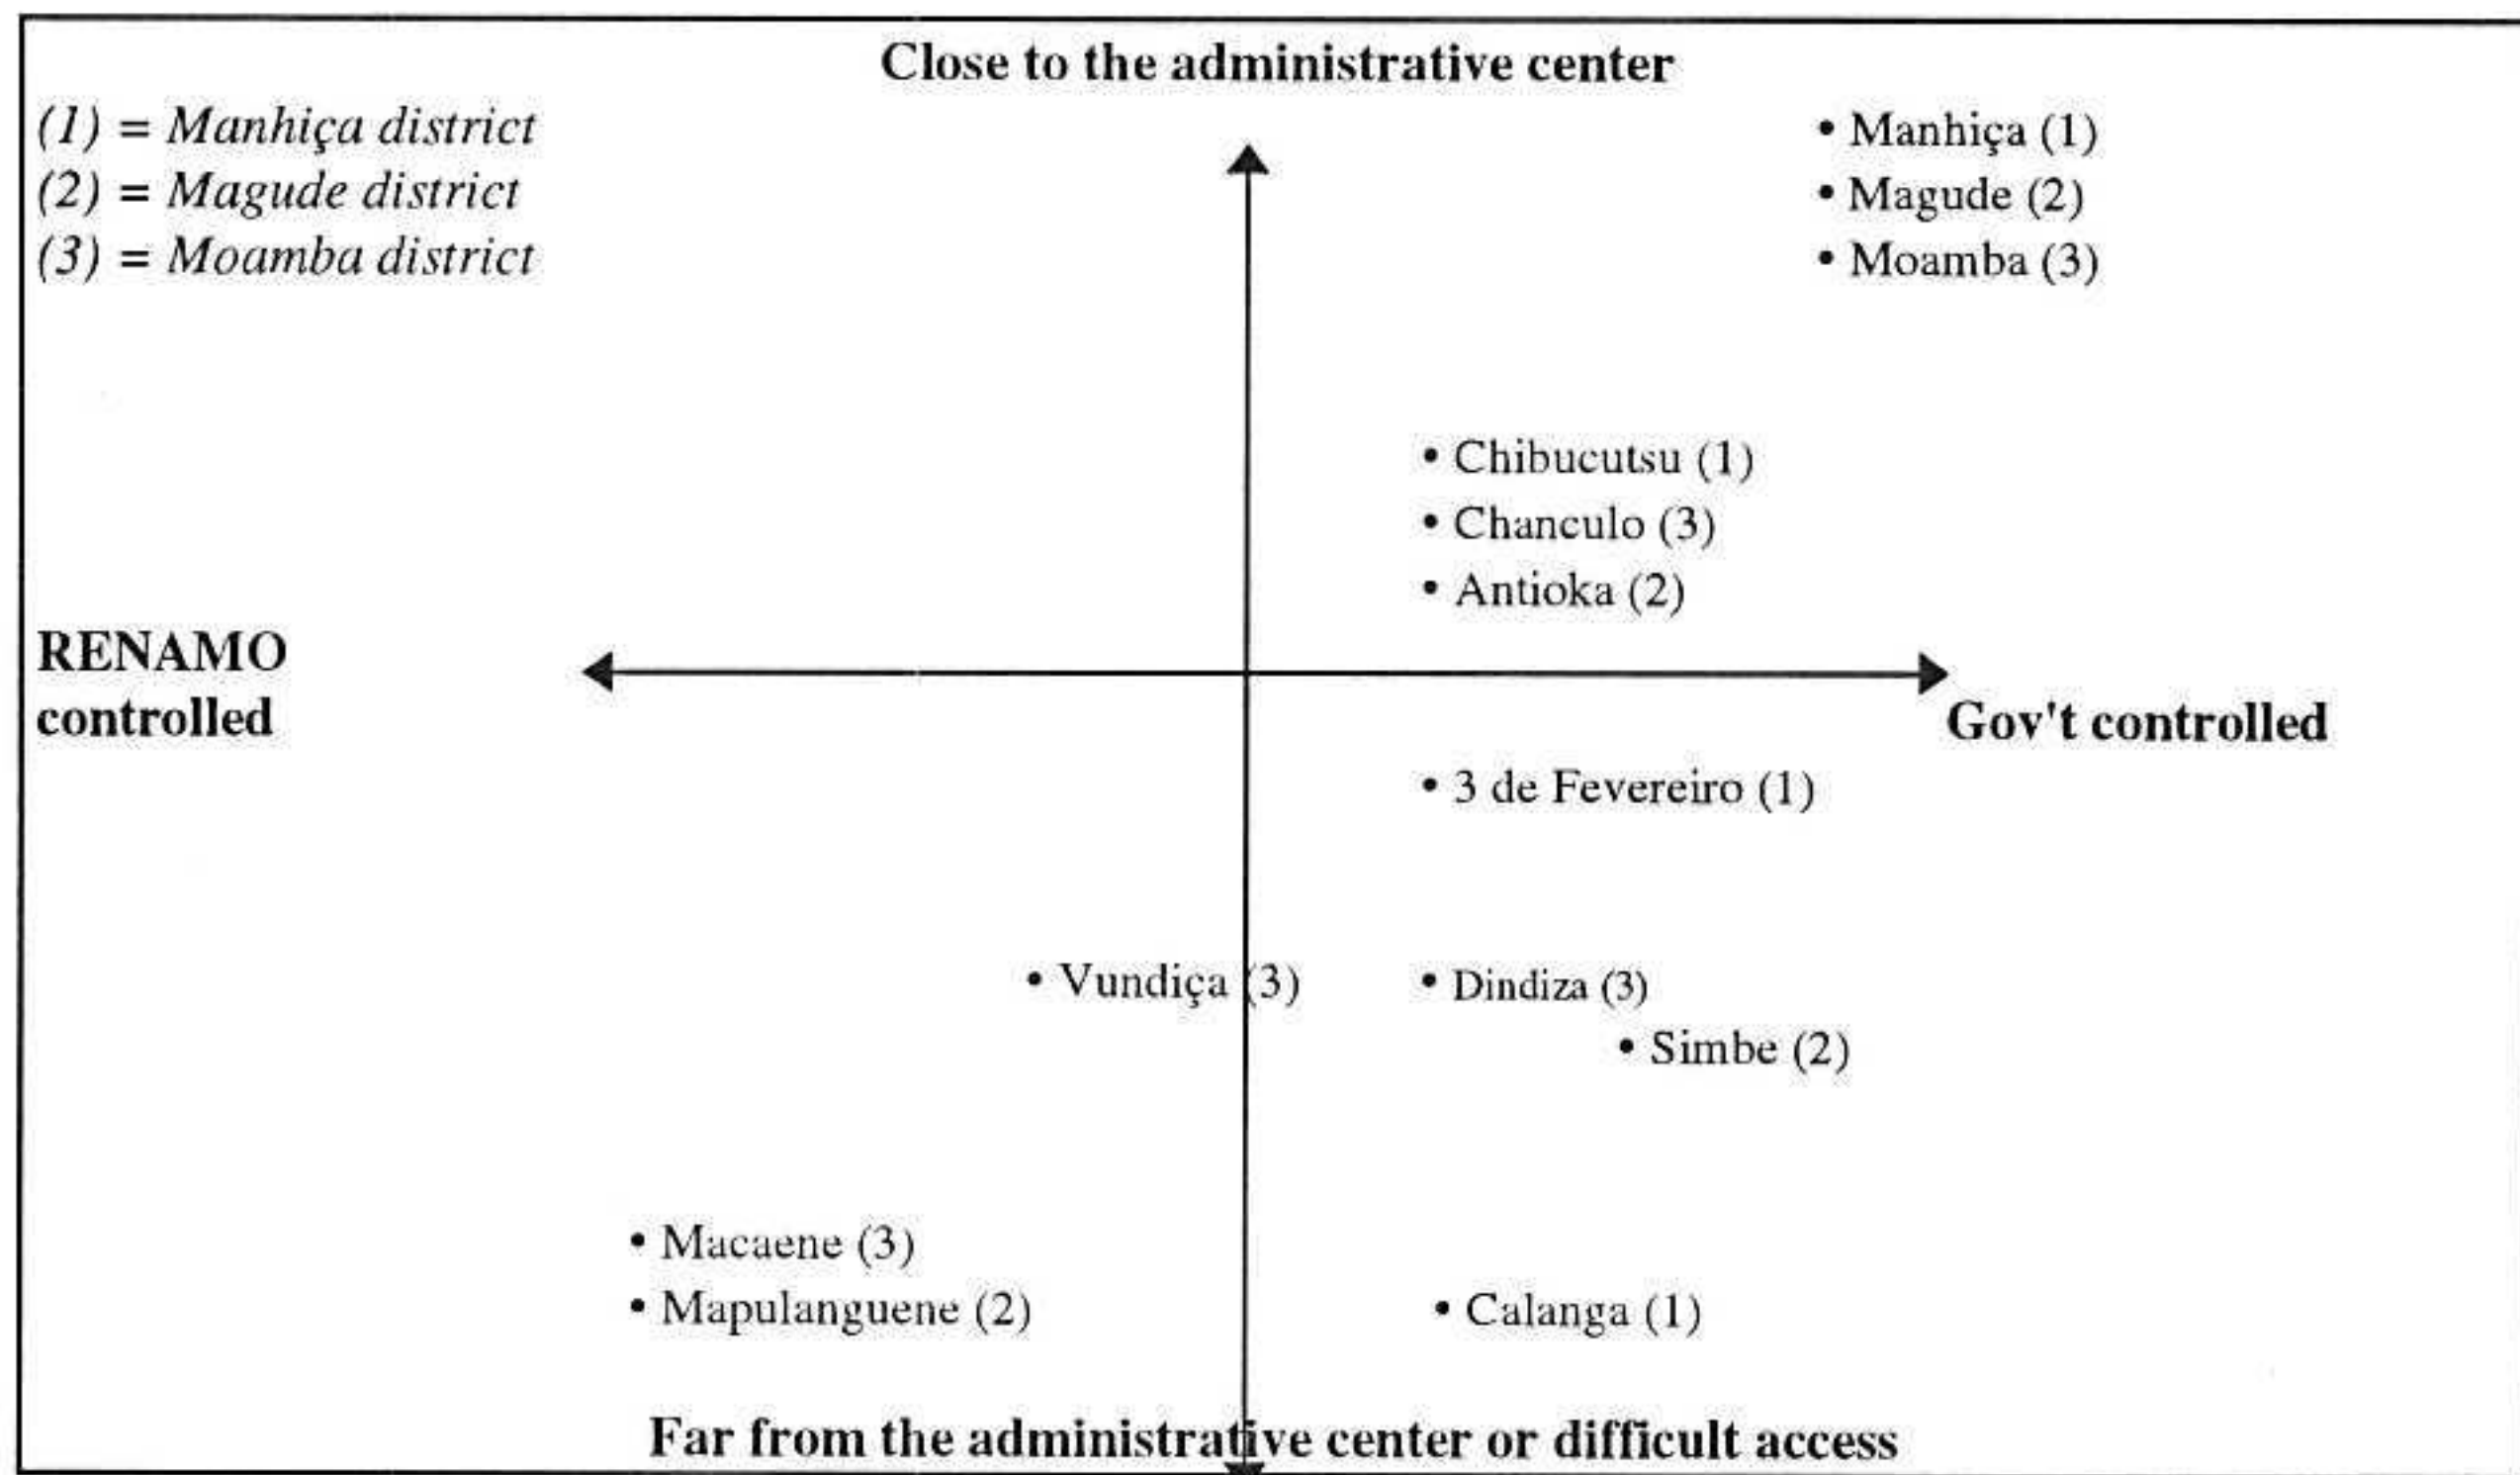 Close to the administrative center
(1) = Manhiça district
(2) = Magude district
(3) = Moamba district
• Manhiça (1)
• Magude (2)
• Moamba (3)
• Chibucutsu (1)
• Chanculo (3)
• Antioka (2)
RENAMO
controlled
Gov't controlled
• 3 de Fevereiro (1)
• Vundiça (3)
• Dindiza (3)
• Simbe (2)
• Macaene (3)
• Mapulanguene (2)
• Calanga (1)
Far from the administrative center or difficult access